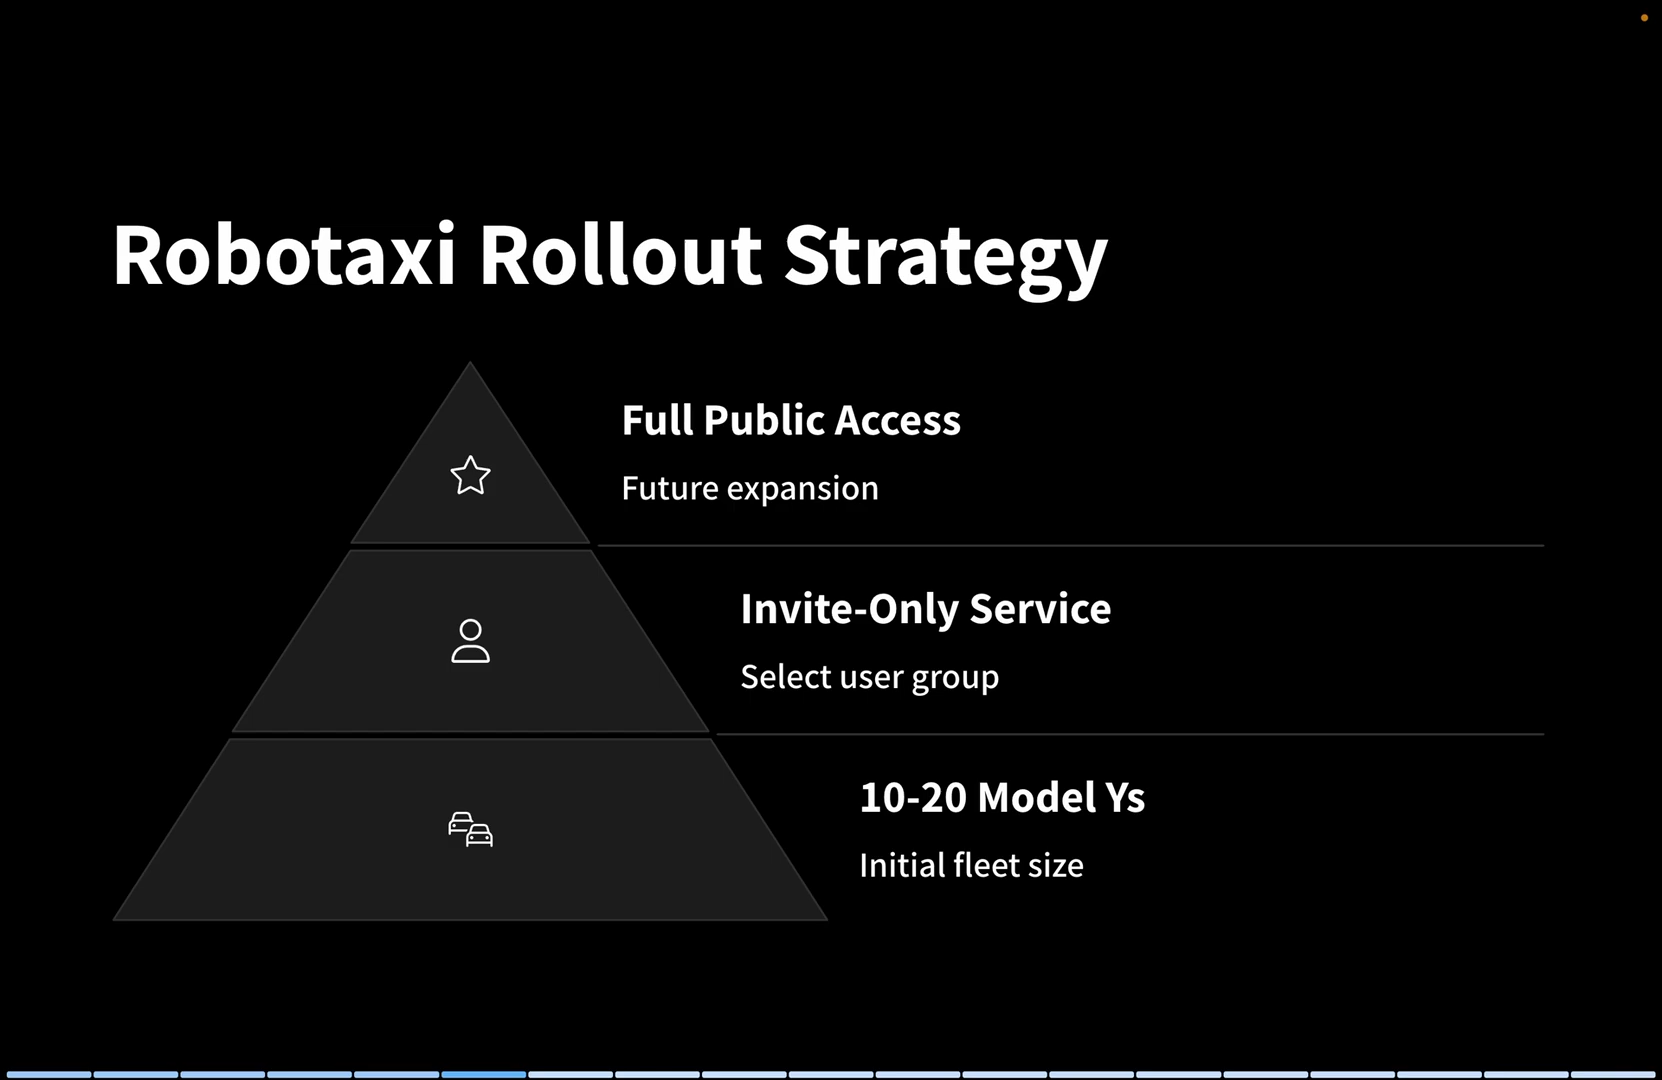 Robotaxi Rollout Strategy
Full Public Access
Future expansion
Invite-Only Service
Select user group
10-20 Model Ys
Initial fleet size